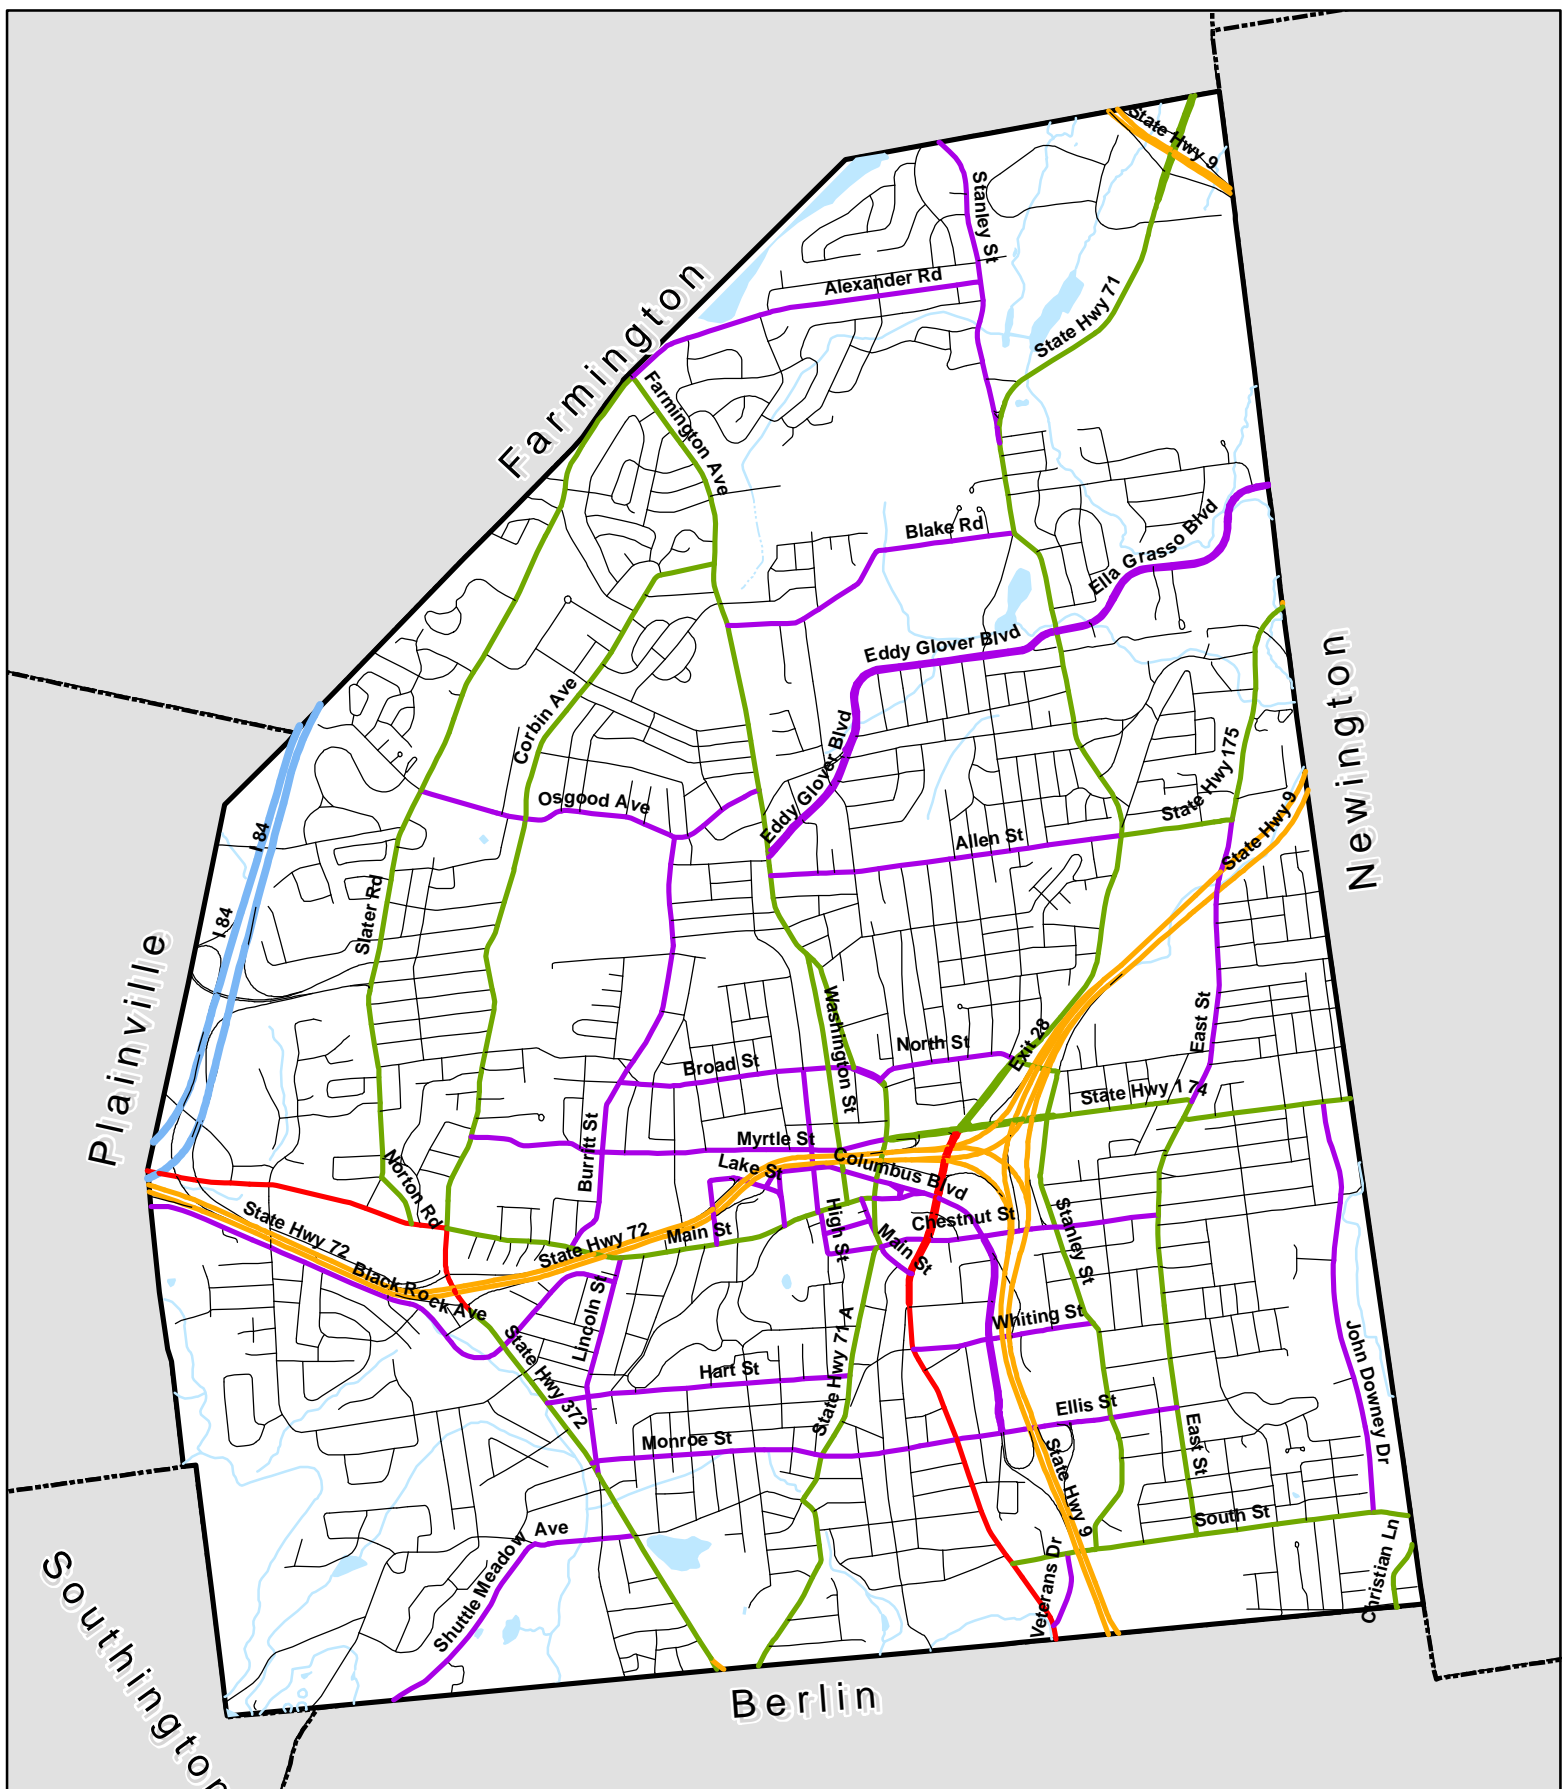 State Hwy 9
Stanley St
Alexander Rd
State Hwy 71
Farmington
Farmington Ave
Blake Rd
Ella Grasso Blvd
Eddy Glover Blvd
Newington
Corbin Ave
Eddy Glover Blvd
State Hwy 175
Osgood Ave
State Hwy 9
Allen St
I 84
Slater Rd
I 84
Plainville
Washington St
East St
North St
Exit 28
Broad St
State Hwy 174
Burritt St
Myrtle St
Lake St
Columbus Blvd
Norton Rd
State Hwy 72
High St
Chestnut St
Stanley St
State Hwy 72
Main St
Main St
Black Rock Ave
Lincoln St
State Hwy 71 A
Whiting St
State Hwy 372
Hart St
John Downey Dr
Ellis St
East St
Monroe St
State Hwy 9
South St
Shuttle Meadow Ave
Veterans Dr
Christian Ln
Southington
Berlin